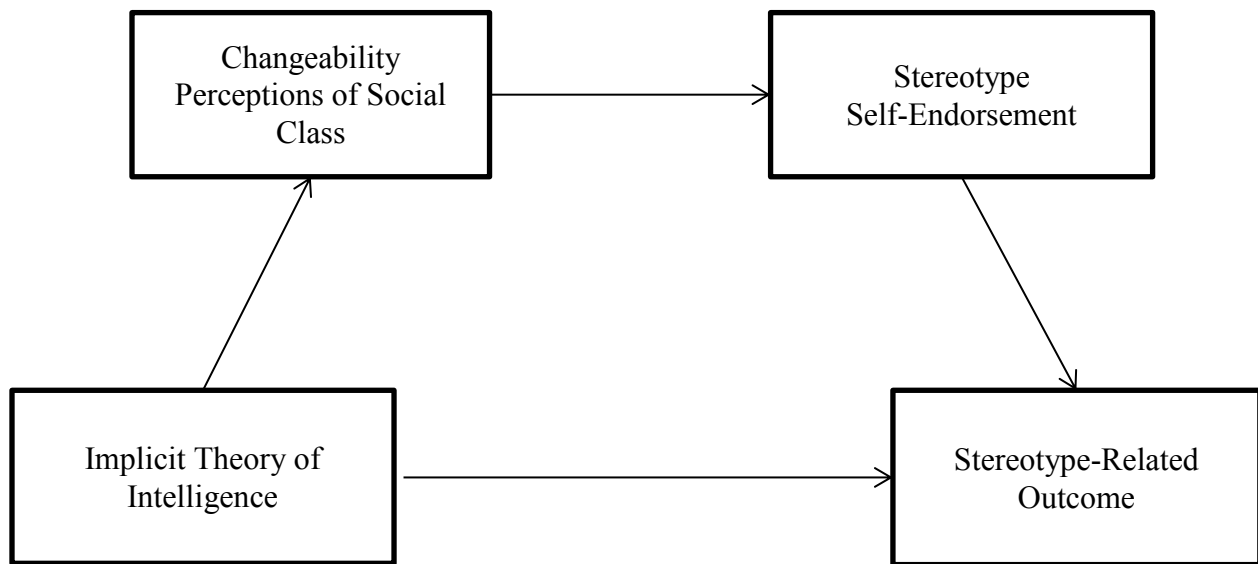 Changeability
Perceptions of Social
Class
Stereotype
Self-Endorsement
Implicit Theory of
Intelligence
Stereotype-Related
Outcome